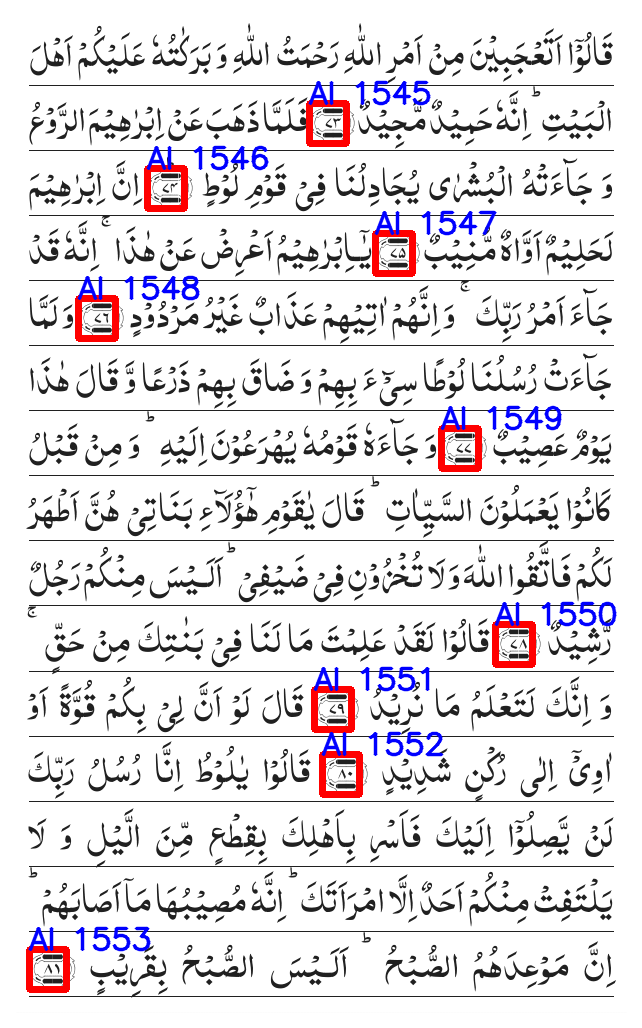 قَالُوۡۤا اَتَعۡجَبِيۡنَ مِنۡ اَمۡرِ اللّٰهِ رَحۡمَتُ اللّٰهِ وَ بَرَكٰتُهٗ عَلَيۡكُمۡ اَهۡلَ
AI 1545
الۡبَيۡتِ ؕ اِنَّهٗ حَمِيۡدٌ مَّجِيۡدٌ ﴿۷۳﴾ فَلَمَّا ذَهَبَ عَنۡ اِبۡرٰهِيۡمَ الرَّوۡعُ
AI 1546
وَ جَآءَتۡهُ الۡبُشۡرٰى يُجَادِلُنَا فِىۡ قَوۡمِ لُوۡطٍ ﴿۷۴﴾ اِنَّ اِبۡرٰهِيۡمَ
AI 1547
لَحَلِيۡمٌ اَوَّاهٌ مُّنِيۡبٌ ﴿۷۵﴾ يٰۤـاِبۡرٰهِيۡمُ اَعۡرِضۡ عَنۡ هٰذَا ۚ اِنَّهٗ قَدۡ
AI 1548
جَآءَ اَمۡرُ رَبِّكَ ۚ وَ اِنَّهُمۡ اٰتِيۡهِمۡ عَذَابٌ غَيۡرُ مَرۡدُوۡدٍ ﴿۷۶﴾ وَ لَمَّا
جَآءَتۡ رُسُلُنَا لُوۡطًا سِىۡٓءَ بِهِمۡ وَ ضَاقَ بِهِمۡ ذَرۡعًا وَّ قَالَ هٰذَا
AI 1549
يَوۡمٌ عَصِيۡبٌ ﴿۷۷﴾ وَ جَآءَهٗ قَوۡمُهٗ يُهۡرَعُوۡنَ اِلَيۡهِ ؕ وَ مِنۡ قَبۡلُ
كَانُوۡا يَعۡمَلُوۡنَ السَّيِّاٰتِ ؕ قَالَ يٰقَوۡمِ هٰٓؤُلَآءِ بَنَاتِىۡ هُنَّ اَطۡهَرُ
لَكُمۡ فَاتَّقُوا اللّٰهَ وَ لَا تُخۡزُوۡنِ فِىۡ ضَيۡفِىۡ ؕ اَلَـيۡسَ مِنۡكُمۡ رَجُلٌ
AI 1550
رَّشِيۡدٌ ﴿۷۸﴾ قَالُوۡا لَقَدۡ عَلِمۡتَ مَا لَنَا فِىۡ بَنٰتِكَ مِنۡ حَقٍّ ۚ
AI 1551
وَ اِنَّكَ لَتَعۡلَمُ مَا نُرِيۡدُ ﴿۷۹﴾ قَالَ لَوۡ اَنَّ لِىۡ بِكُمۡ قُوَّةً اَوۡ
AI 1552
اٰوِىۡۤ اِلٰى رُكۡنٍ شَدِيۡدٍ ﴿۸۰﴾ قَالُوۡا يٰلُوۡطُ اِنَّا رُسُلُ رَبِّكَ
لَنۡ يَّصِلُوۡۤا اِلَيۡكَ فَاَسۡرِ بِاَهۡلِكَ بِقِطۡعٍ مِّنَ الَّيۡلِ وَ لَا
يَلۡتَفِتۡ مِنۡكُمۡ اَحَدٌ اِلَّا امۡرَاَتَكَ ؕ اِنَّهٗ مُصِيۡبُهَا مَاۤ اَصَابَهُمۡ ؕ
AI 1553
اِنَّ مَوۡعِدَهُمُ الصُّبۡحُ ؕ اَلَـيۡسَ الصُّبۡحُ بِقَرِيۡبٍ ﴿۸۱﴾